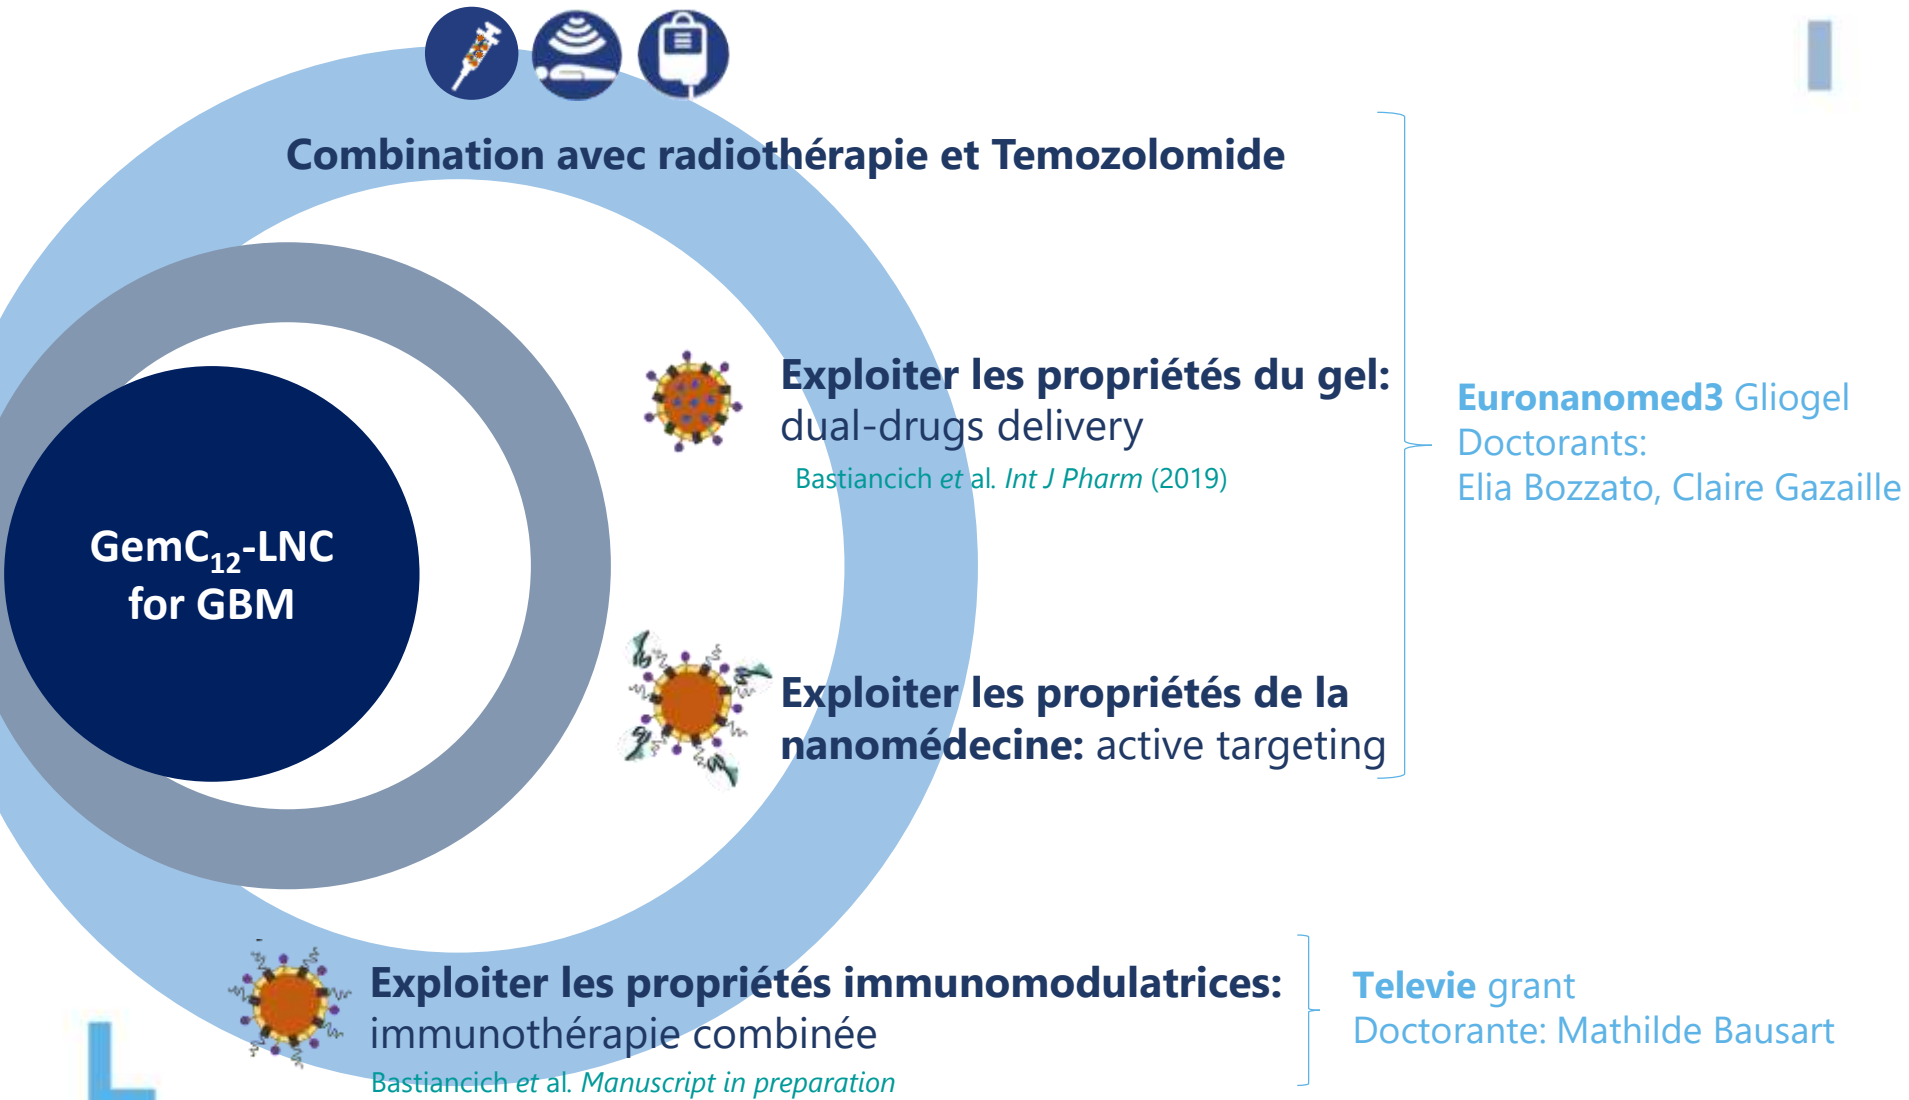 Combination avec radiothérapie et Temozolomide
Exploiter les propriétés du gel:
dual-drugs delivery
Bastiancich et al. Int J Pharm (2019)
Euronanomed3 Gliogel
Doctorants:
Elia Bozzato, Claire Gazaille
GemC₁₂-LNC
for GBM
Exploiter les propriétés de la
nanomédecine: active targeting
Exploiter les propriétés immunomodulatrices:
immunothérapie combinée
Bastiancich et al. Manuscript in preparation
Televie grant
Doctorante: Mathilde Bausart